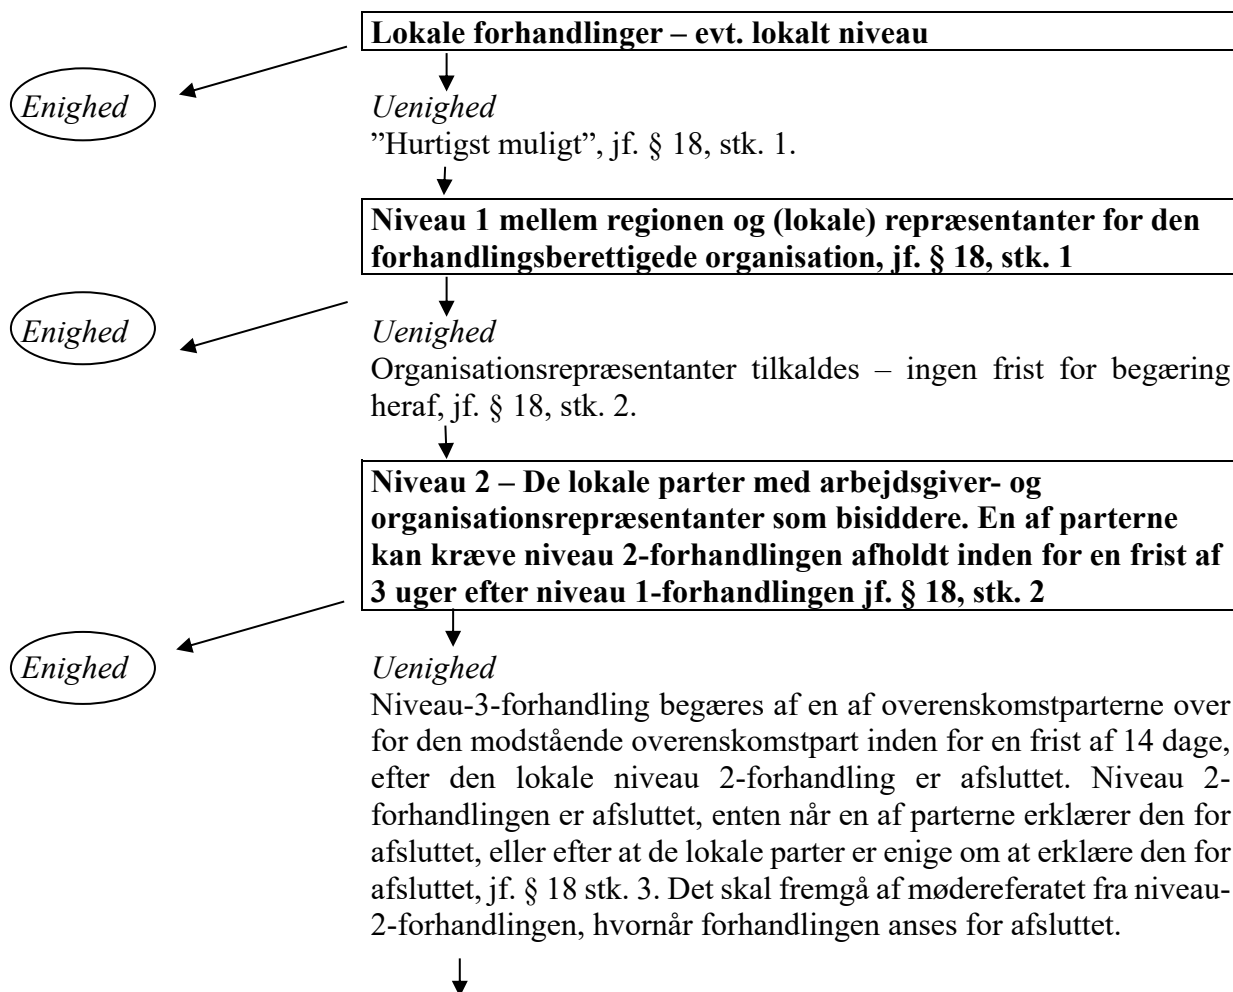 Lokale forhandlinger – evt. lokalt niveau
Enighed
Uenighed
”Hurtigst muligt”, jf. § 18, stk. 1.
Niveau 1 mellem regionen og (lokale) repræsentanter for den
forhandlingsberettigede organisation, jf. § 18, stk. 1
Enighed
Uenighed
Organisationsrepræsentanter tilkaldes – ingen frist for begæring
heraf, jf. § 18, stk. 2.
Niveau 2 – De lokale parter med arbejdsgiver- og
organisationsrepræsentanter som bisiddere. En af parterne
kan kræve niveau 2-forhandlingen afholdt inden for en frist af
3 uger efter niveau 1-forhandlingen jf. § 18, stk. 2
Enighed
Uenighed
Niveau-3-forhandling begæres af en af overenskomstparterne over
for den modstående overenskomstpart inden for en frist af 14 dage,
efter den lokale niveau 2-forhandling er afsluttet. Niveau 2-
forhandlingen er afsluttet, enten når en af parterne erklærer den for
afsluttet, eller efter at de lokale parter er enige om at erklære den for
afsluttet, jf. § 18 stk. 3. Det skal fremgå af mødereferatet fra niveau-
2-forhandlingen, hvornår forhandlingen anses for afsluttet.